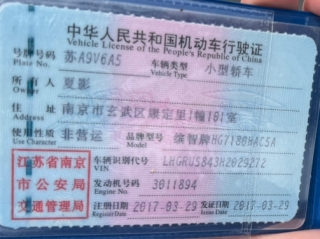 中华人民共和国机动车行驶证
Vehicle License of the People's Republic of China
号牌号码 苏A9V6A5 车辆类型 小型轿车
Plate No. Vehicle Type
所有人 夏影
Owner
住址 南京市玄武区康定里1幢181室
Address
使用性质 非营运 品牌型号 缤智牌HG7180HAC5A
Use Character Model
江苏省南京
市公安局
交通管理局
车辆识别代号 LHGRU5843H2029272
VIN
发动机号码 3011894
Engine No.
注册日期 2017-03-29 发证日期 2017-03-29
Register Date Issue Date